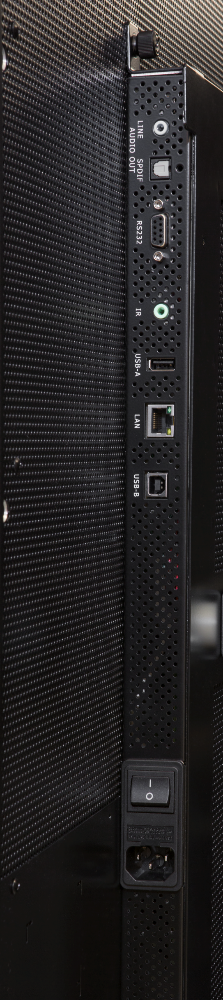 LINE SPDIF
AUDIO OUT
RS232
IR
USB-A
LAN
USB-B
I
O